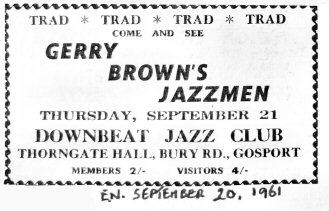 TRAD * TRAD * TRAD * TRAD
COME AND SEE
GERRY
BROWN'S
JAZZMEN
THURSDAY, SEPTEMBER 21
DOWNBEAT JAZZ CLUB
THORNGATE HALL, BURY RD., GOSPORT
MEMBERS 2/- VISITORS 4/-
EN. SEPTEMBER 20, 1961